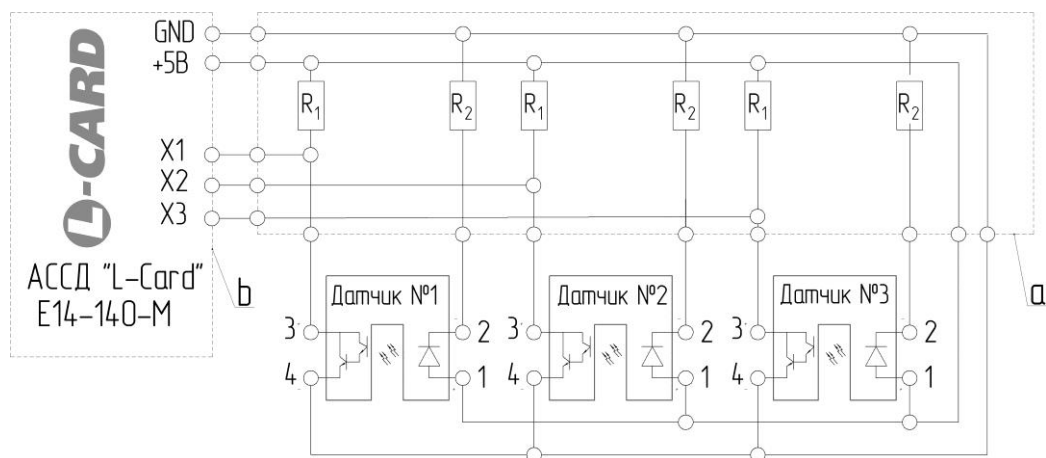 L-CARD
GND
+5В
X1
X2
X3
R1
R2
R1
R2
R1
R2
АССД "L-Card"
E14-140-M
b
a
Датчик №1
Датчик №2
Датчик №3
3
2
3
2
3
2
4
1
4
1
4
1